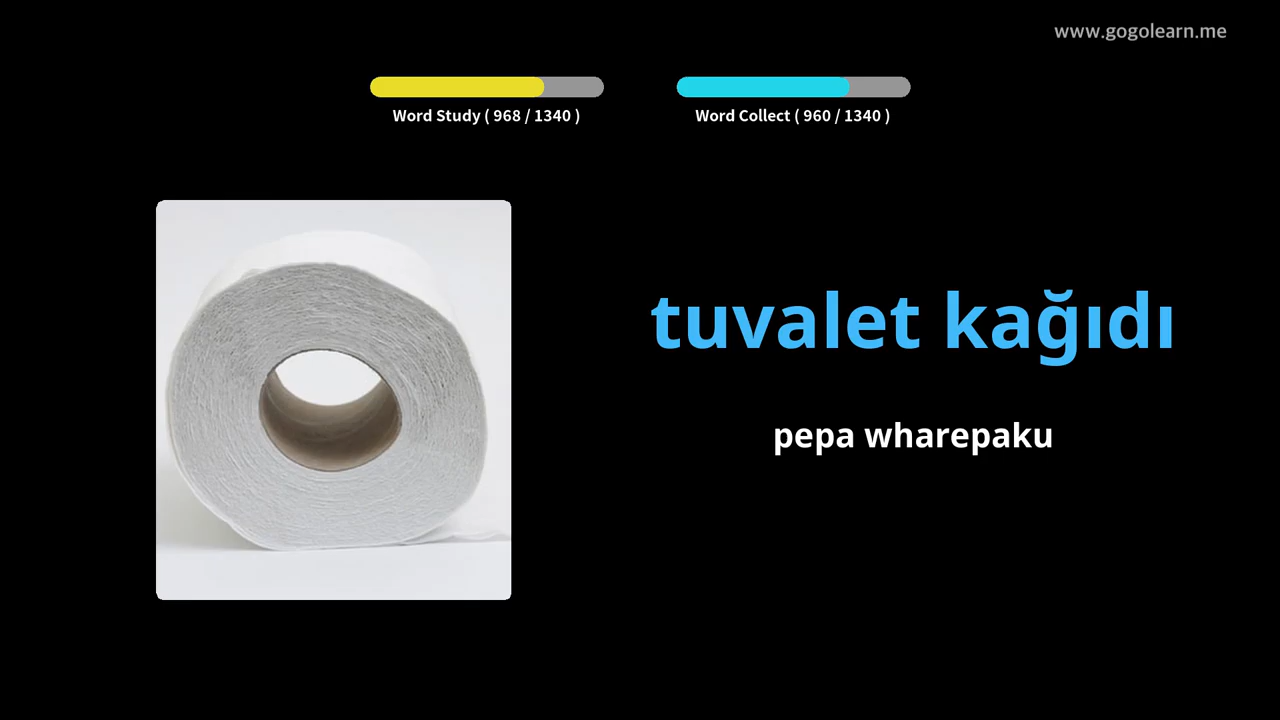 www.gogolearn.me
Word Study ( 968 / 1340 )
Word Collect ( 960 / 1340 )
tuvalet kağıdı
pepa wharepaku